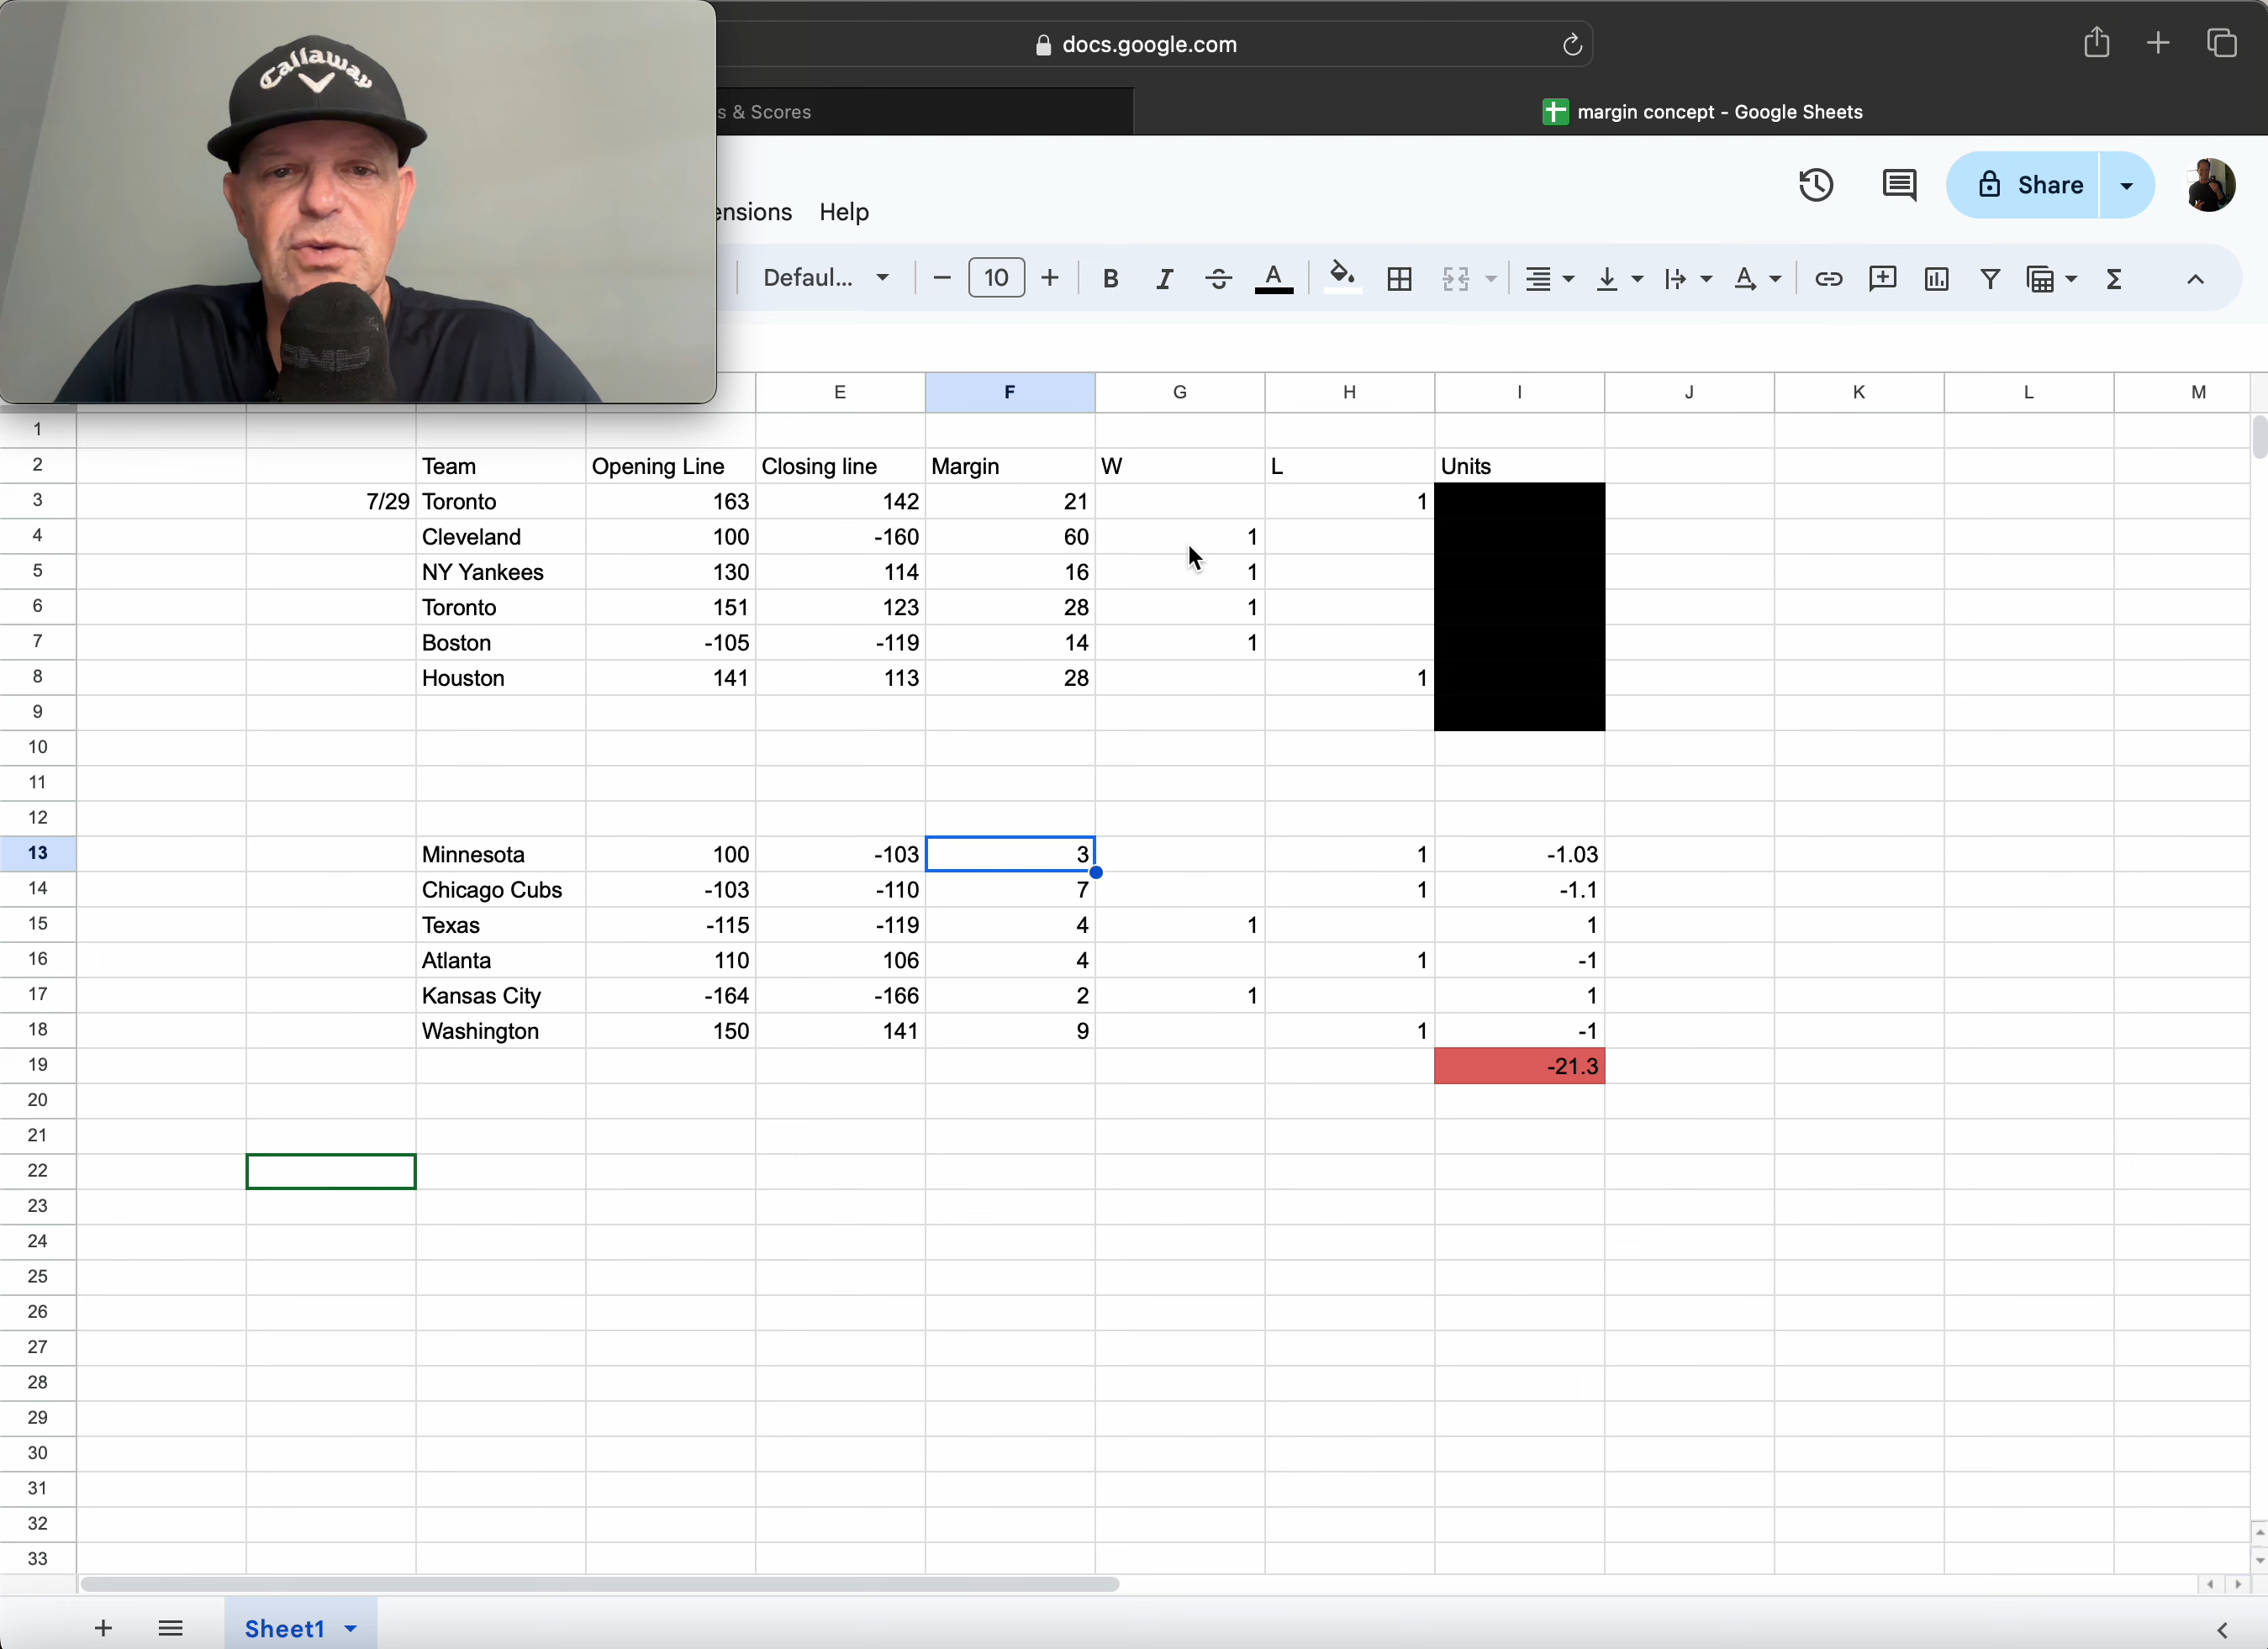 Callaway
docs.google.com
s & Scores
margin concept - Google Sheets
ensions Help
Share
Defaul... 10 B I S A
E F G H I J K L M
1
2 Team Opening Line Closing line Margin W L Units
3 7/29 Toronto 163 142 21 1
4 Cleveland 100 -160 60 1
5 NY Yankees 130 114 16 1
6 Toronto 151 123 28 1
7 Boston -105 -119 14 1
8 Houston 141 113 28 1
9
10
11
12
13 Minnesota 100 -103 3 1 -1.03
14 Chicago Cubs -103 -110 7 1 -1.1
15 Texas -115 -119 4 1 1
16 Atlanta 110 106 4 1 -1
17 Kansas City -164 -166 2 1 1
18 Washington 150 141 9 1 -1
19 -21.3
20
21
22
23
24
25
26
27
28
29
30
31
32
33
Sheet1